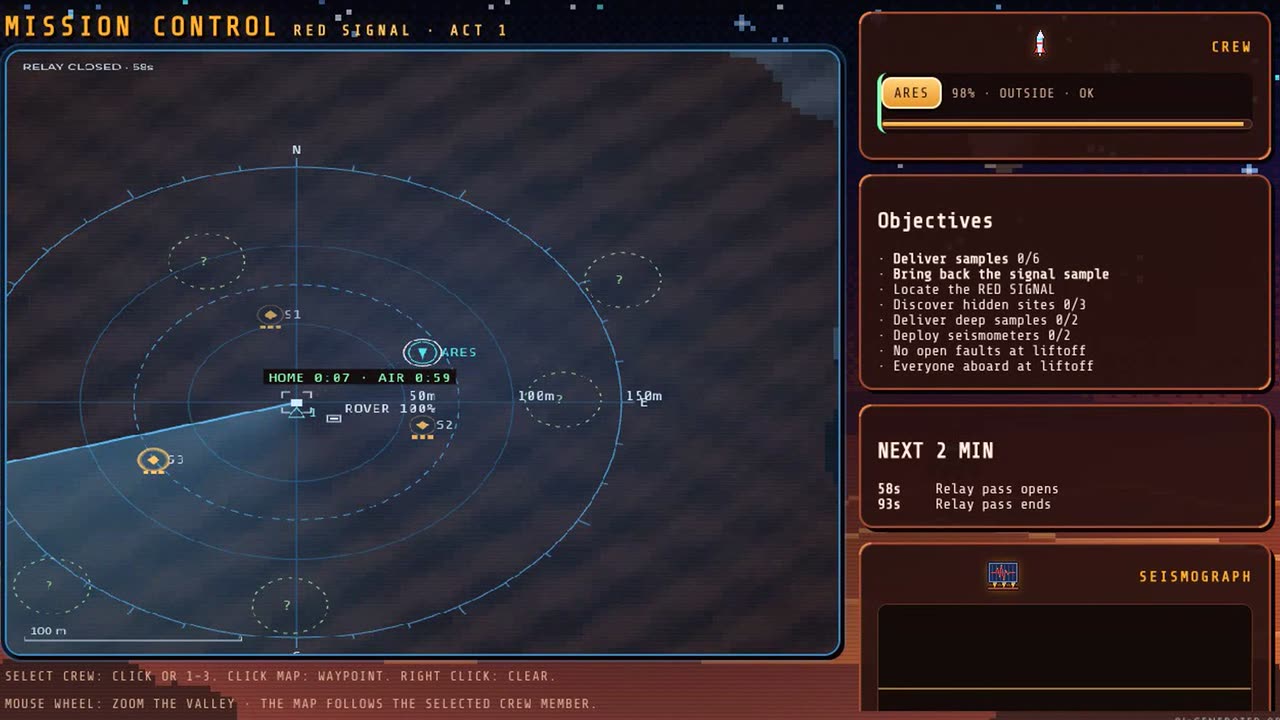 MISSION CONTROL RED SIGNAL · ACT 1
RELAY CLOSED · 58s
N
?
?
S1
ARES
HOME 0:07 · AIR 0:59
50m
100m
?
150m
E
1
ROVER 100%
S2
S3
?
?
100 m
SELECT CREW: CLICK OR 1-3. CLICK MAP: WAYPOINT. RIGHT CLICK: CLEAR.
MOUSE WHEEL: ZOOM THE VALLEY · THE MAP FOLLOWS THE SELECTED CREW MEMBER.
CREW
ARES 98% · OUTSIDE · OK
Objectives
· Deliver samples 0/6
· Bring back the signal sample
· Locate the RED SIGNAL
· Discover hidden sites 0/3
· Deliver deep samples 0/2
· Deploy seismometers 0/2
· No open faults at liftoff
· Everyone aboard at liftoff
NEXT 2 MIN
58s Relay pass opens
93s Relay pass ends
SEISMOGRAPH